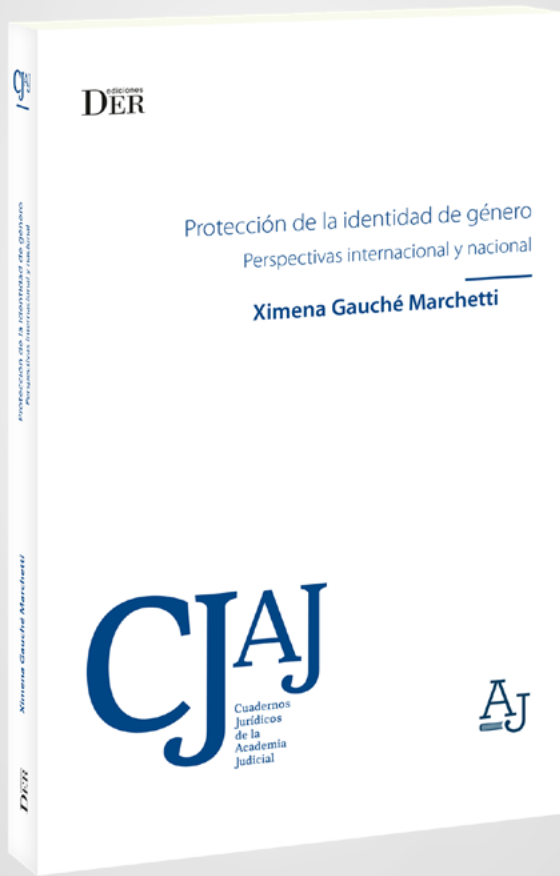 CJ
Protección de la identidad de género
Perspectivas internacional y nacional
Ximena Gauché Marchetti
DER
ediciones
DER
Protección de la identidad de género
Perspectivas internacional y nacional
Ximena Gauché Marchetti
CJAJ
Cuadernos
Jurídicos
de la
Academia
Judicial
AJ